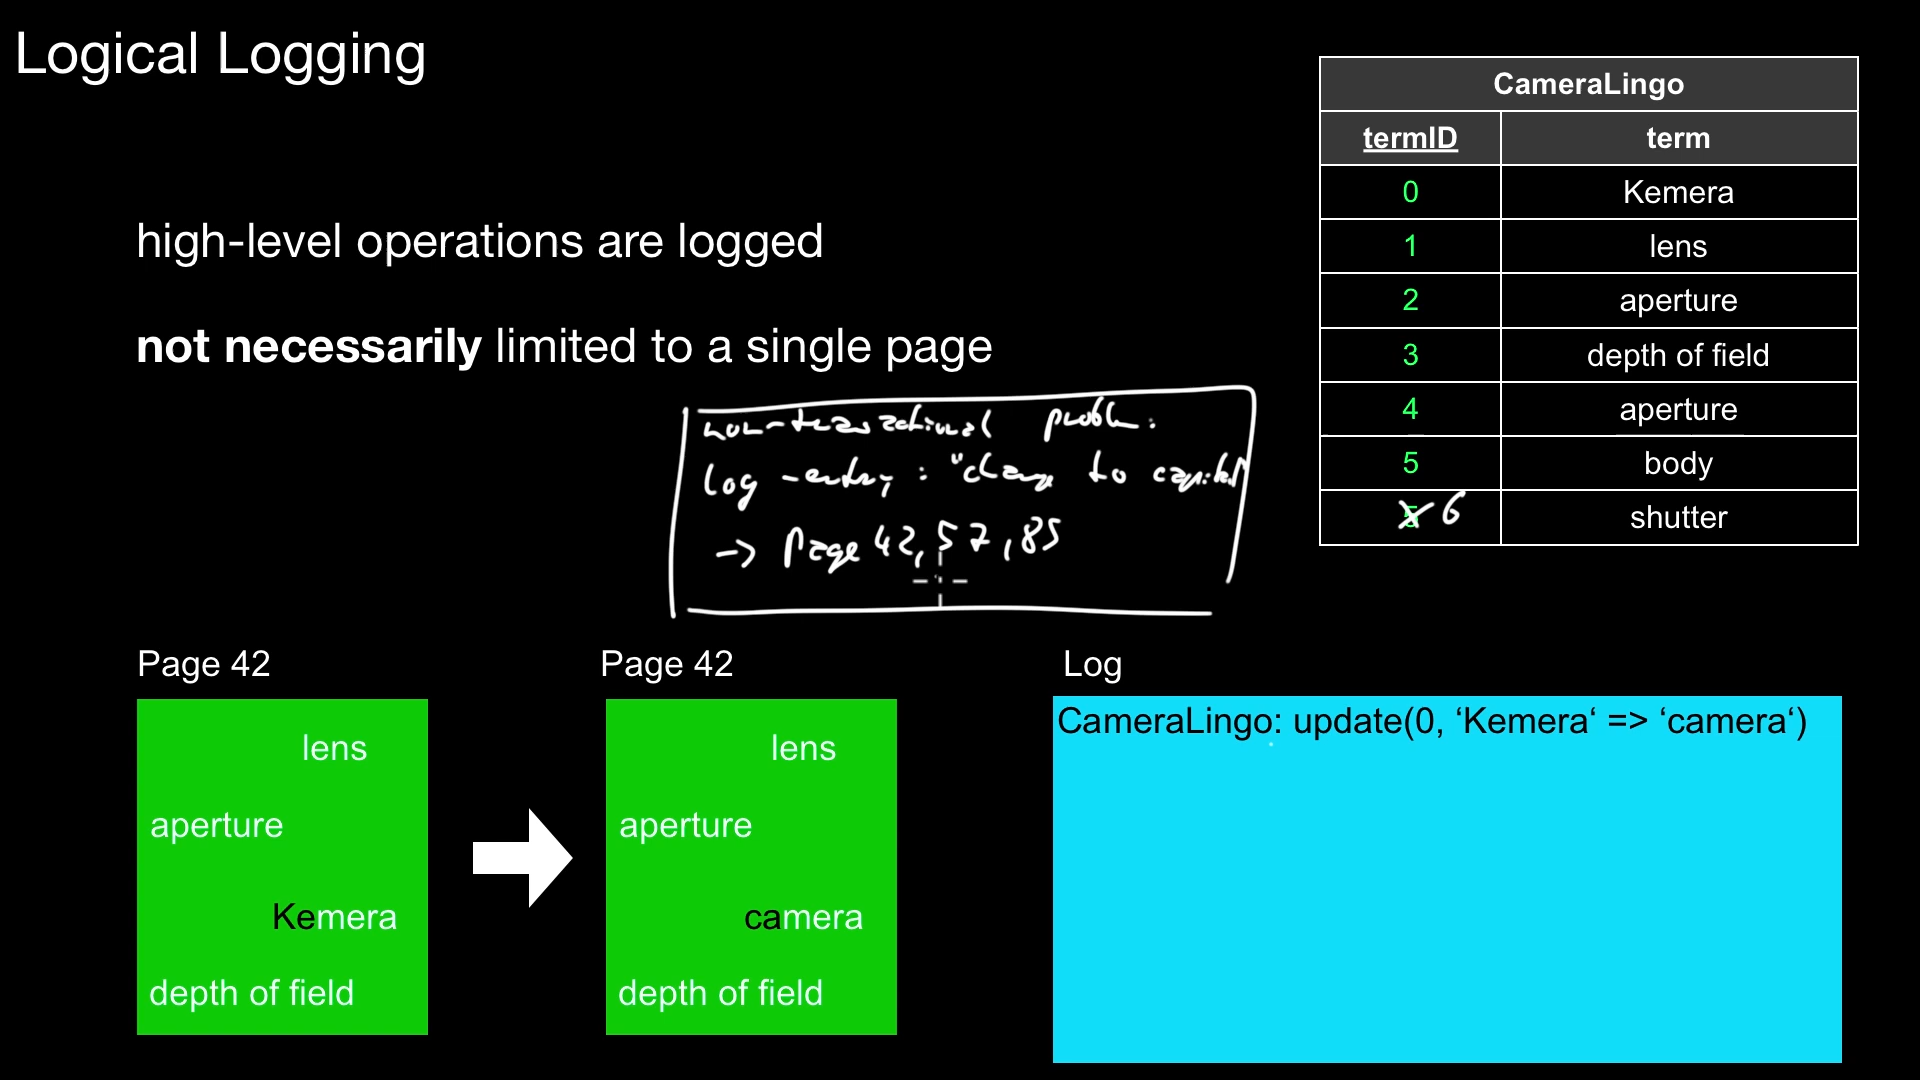 Logical Logging
high-level operations are logged
not necessarily limited to a single page
CameraLingo
termID term
0 Kemera
1 lens
2 aperture
3 depth of field
4 aperture
5 body
5 6 shutter
non-transactional problem:
log-entry: "change to capital
-> Page 42, 57, 85
Page 42
lens
aperture
Kemera
depth of field
Page 42
lens
aperture
camera
depth of field
Log
CameraLingo: update(0, ‘Kemera‘ => ‘camera‘)